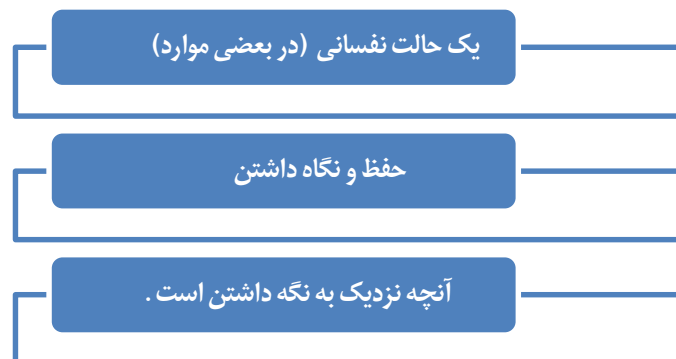 یک حالت نفسانی (در بعضی موارد)
حفظ و نگاه داشتن
آنچه نزدیک به نگه داشتن است .